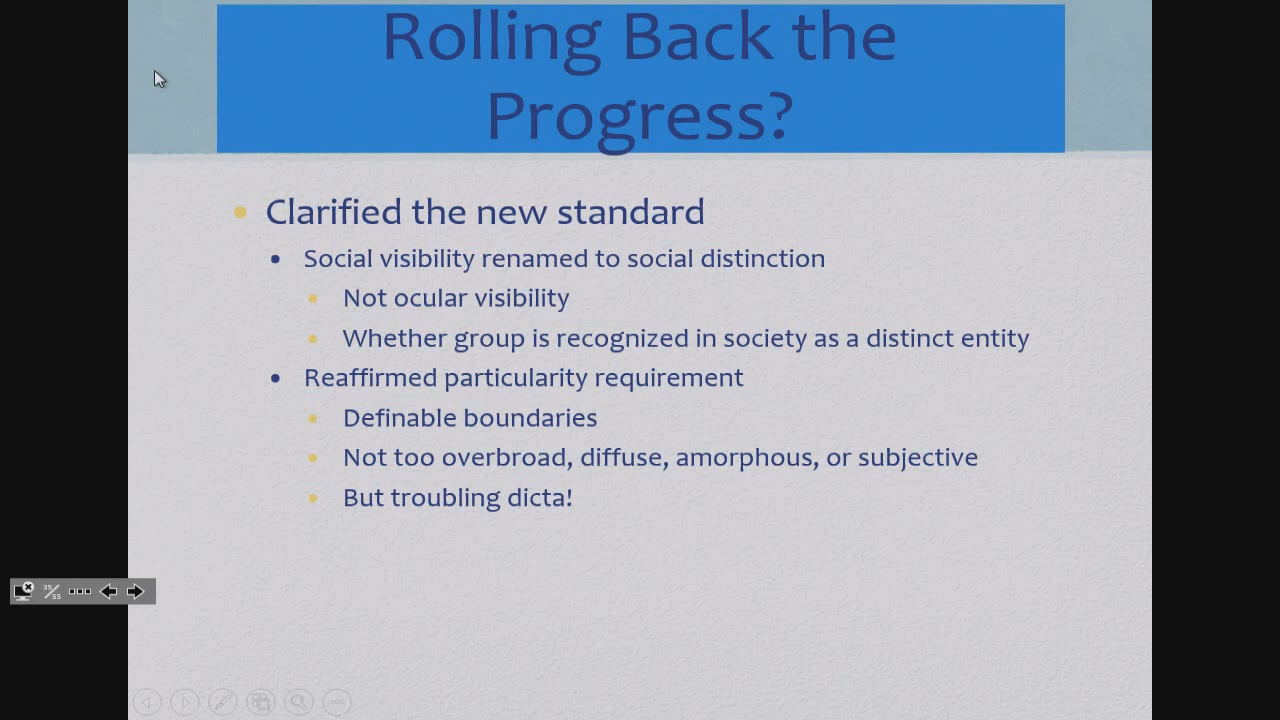 Rolling Back the
Progress?
Clarified the new standard
Social visibility renamed to social distinction
Not ocular visibility
Whether group is recognized in society as a distinct entity
Reaffirmed particularity requirement
Definable boundaries
Not too overbroad, diffuse, amorphous, or subjective
But troubling dicta!
35/55